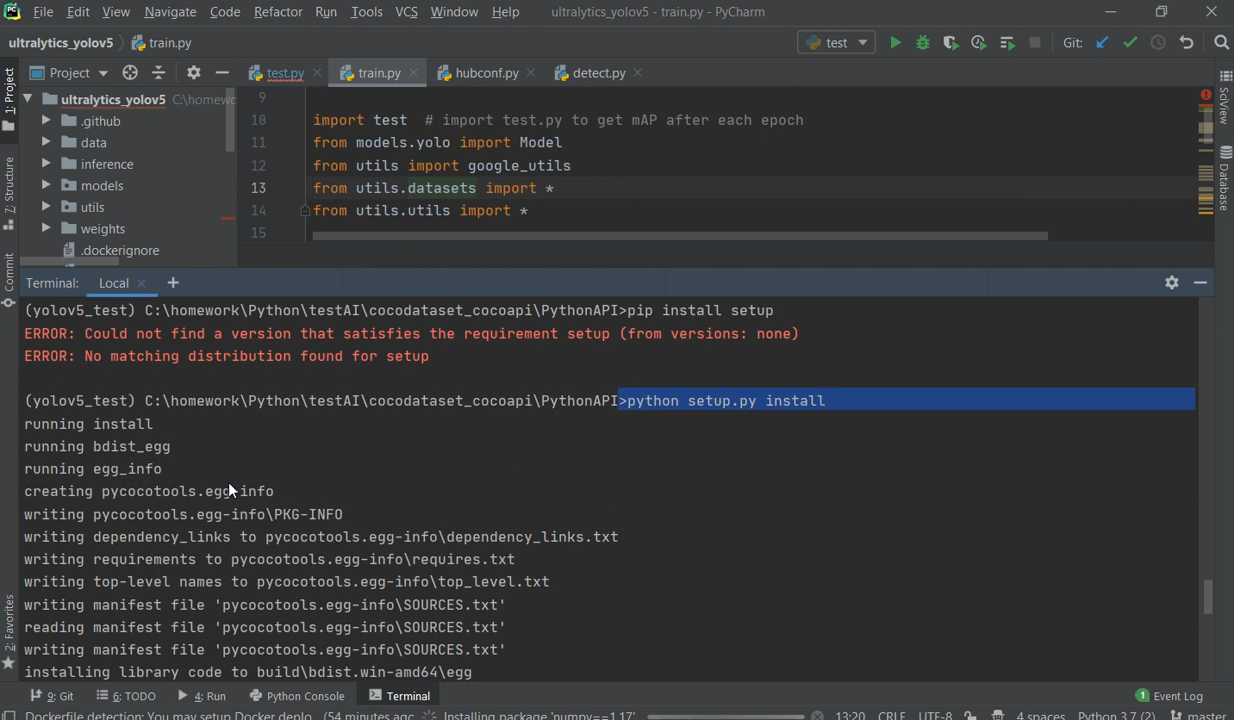 PC File Edit View Navigate Code Refactor Run Tools VCS Window Help ultralytics_yolov5 - train.py - PyCharm
ultralytics_yolov5 train.py test Git:
Project test.py train.py hubconf.py detect.py
1: Project
7: Structure
Commit
2: Favorites
ultralytics_yolov5 C:\homewo
.github
data
inference
models
utils
weights
.dockerignore
9
10 import test # import test.py to get mAP after each epoch
11 from models.yolo import Model
12 from utils import google_utils
13 from utils.datasets import *
14 from utils.utils import *
15
SciView
Database
Terminal: Local +
(yolov5_test) C:\homework\Python\testAI\cocodataset_cocoapi\PythonAPI>pip install setup
ERROR: Could not find a version that satisfies the requirement setup (from versions: none)
ERROR: No matching distribution found for setup
(yolov5_test) C:\homework\Python\testAI\cocodataset_cocoapi\PythonAPI>python setup.py install
running install
running bdist_egg
running egg_info
creating pycocotools.egg-info
writing pycocotools.egg-info\PKG-INFO
writing dependency_links to pycocotools.egg-info\dependency_links.txt
writing requirements to pycocotools.egg-info\requires.txt
writing top-level names to pycocotools.egg-info\top_level.txt
writing manifest file 'pycocotools.egg-info\SOURCES.txt'
reading manifest file 'pycocotools.egg-info\SOURCES.txt'
writing manifest file 'pycocotools.egg-info\SOURCES.txt'
installing library code to build\bdist.win-amd64\egg
9: Git 6: TODO 4: Run Python Console Terminal 1 Event Log
Dockerfile detection: You may setup Docker deplo... (54 minutes ago) Installing package 'numpy==1.17' 13:20 CRLF UTF-8 4 spaces Python 3.7 (2) master